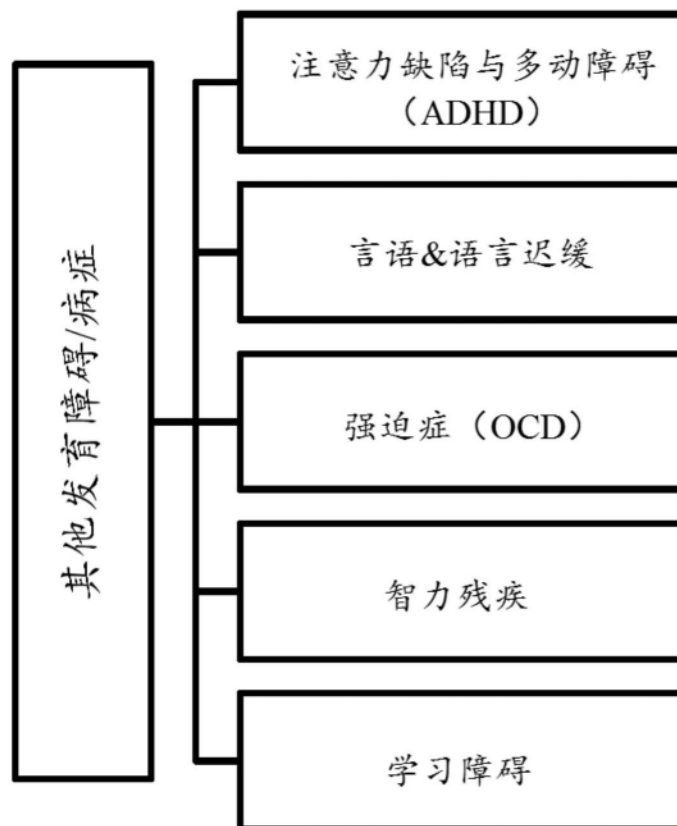 其他发育障碍/病症
注意力缺陷与多动障碍
（ADHD）
言语&语言迟缓
强迫症（OCD）
智力残疾
学习障碍